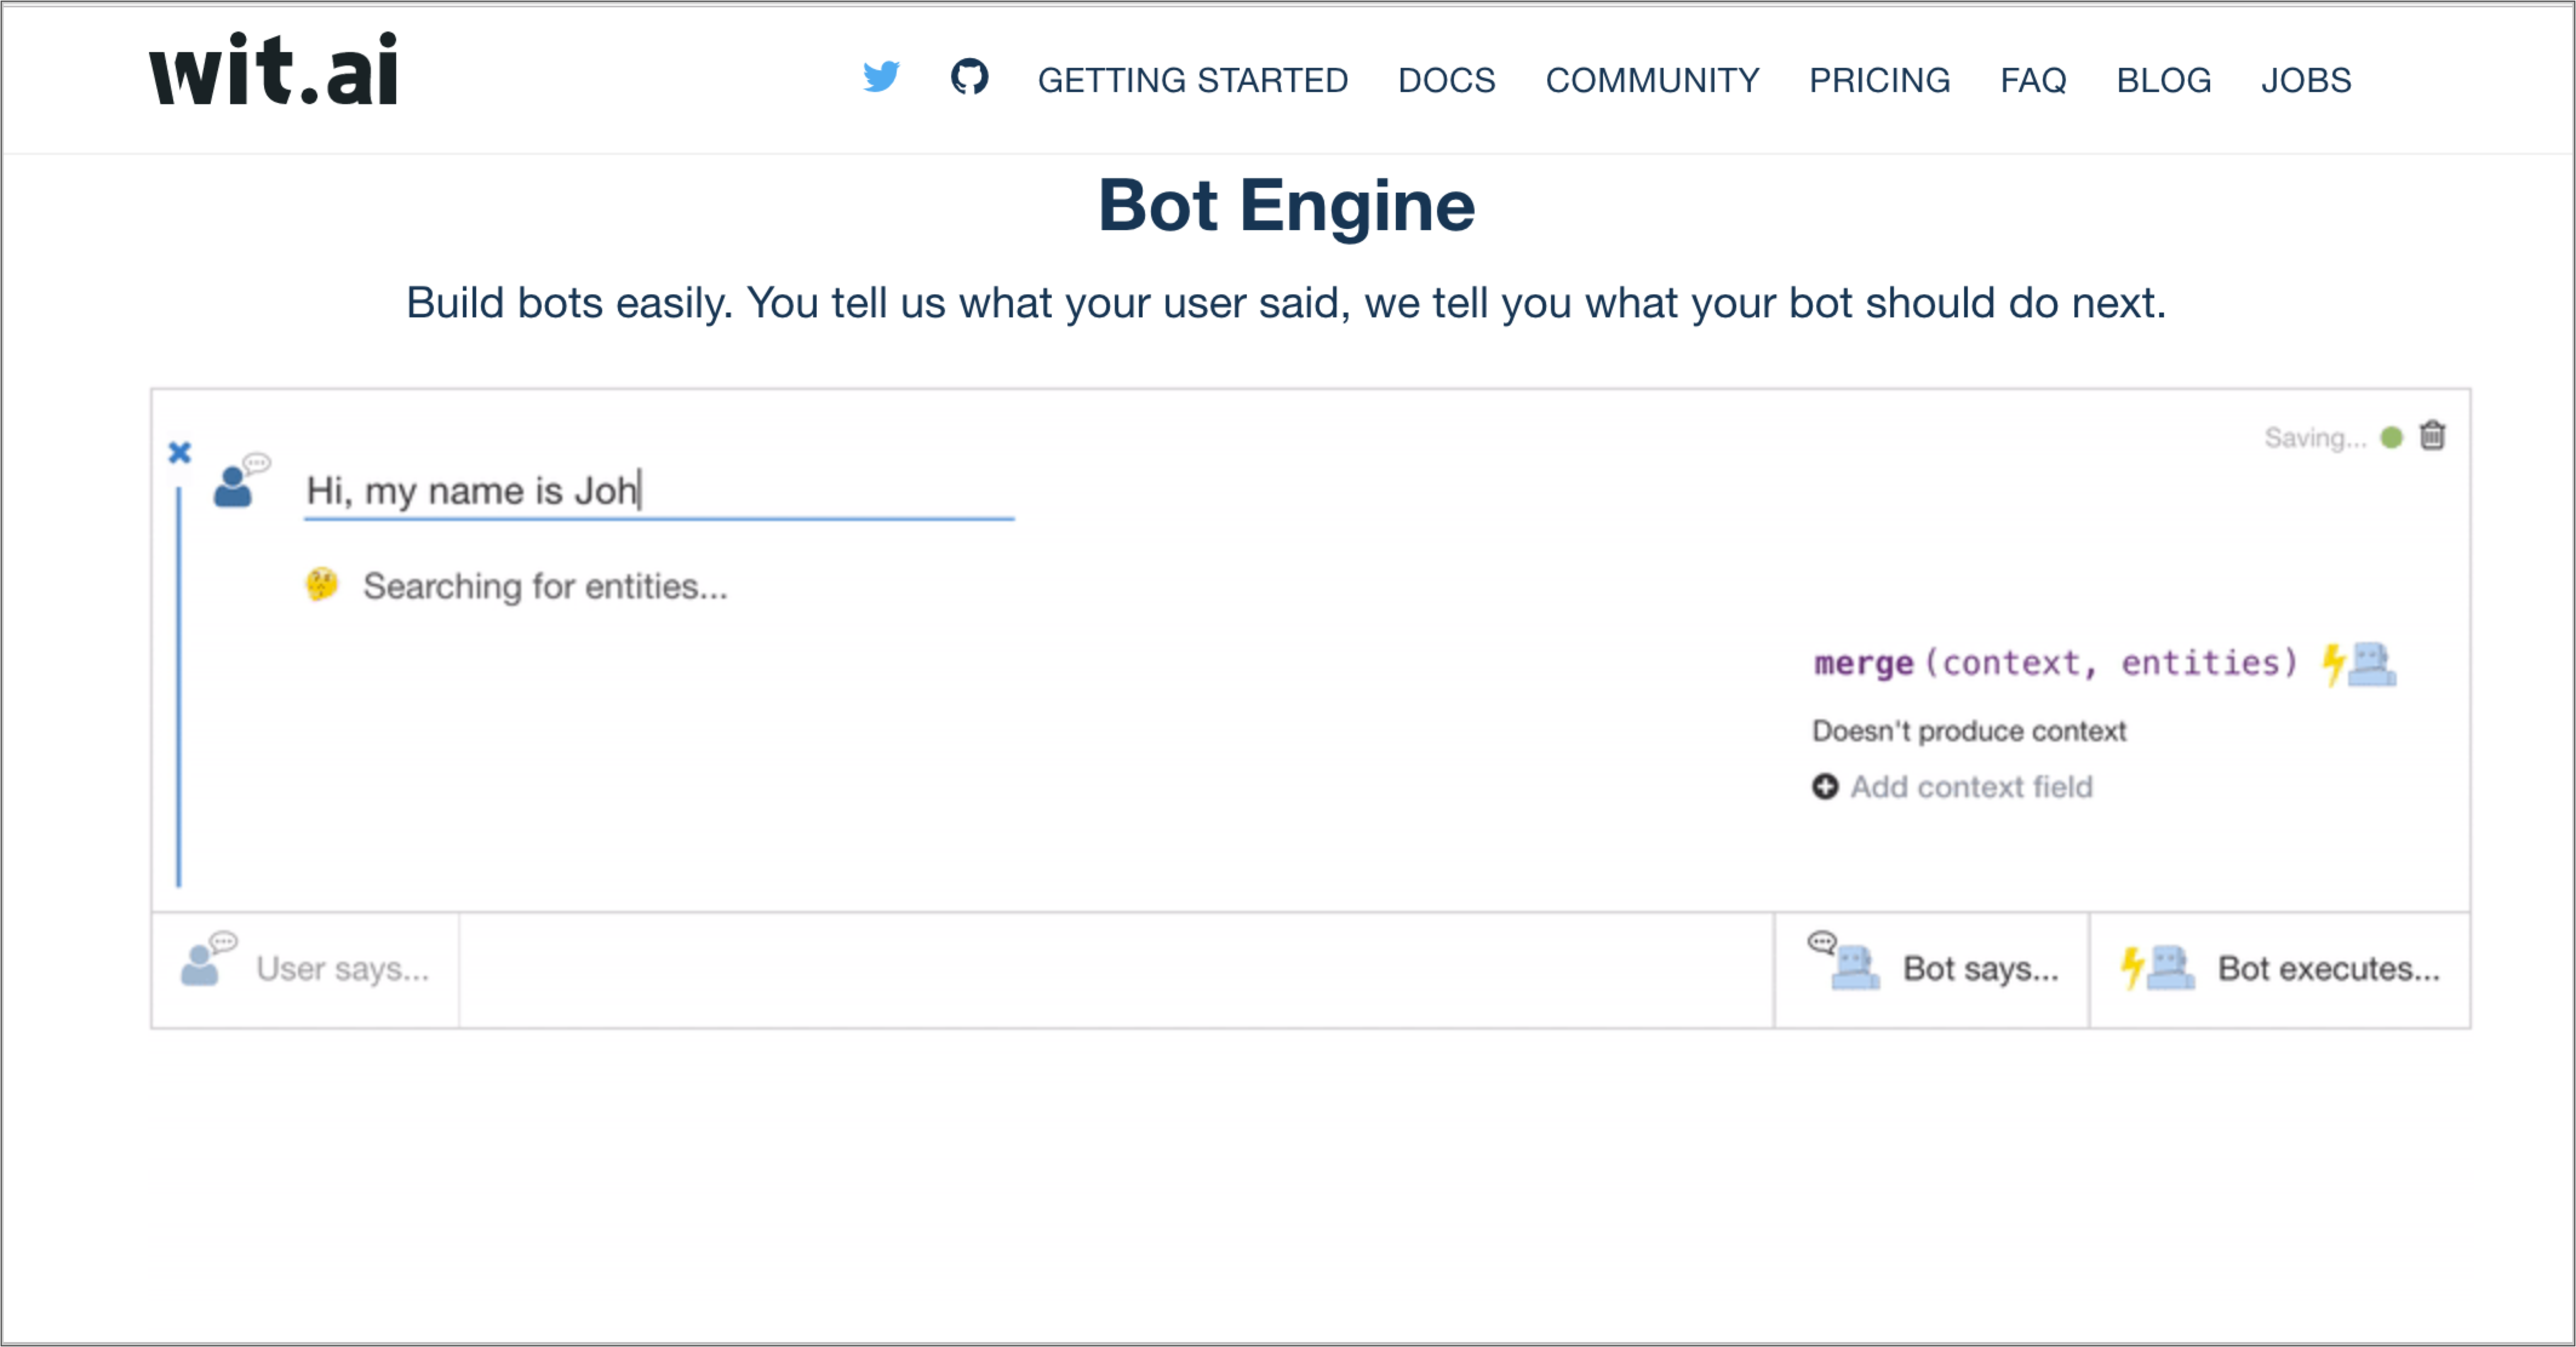 wit.ai
GETTING STARTED DOCS COMMUNITY PRICING FAQ BLOG JOBS
Bot Engine
Build bots easily. You tell us what your user said, we tell you what your bot should do next.
Saving...
Hi, my name is Joh
Searching for entities...
merge(context, entities)
Doesn't produce context
Add context field
User says...
Bot says...
Bot executes...